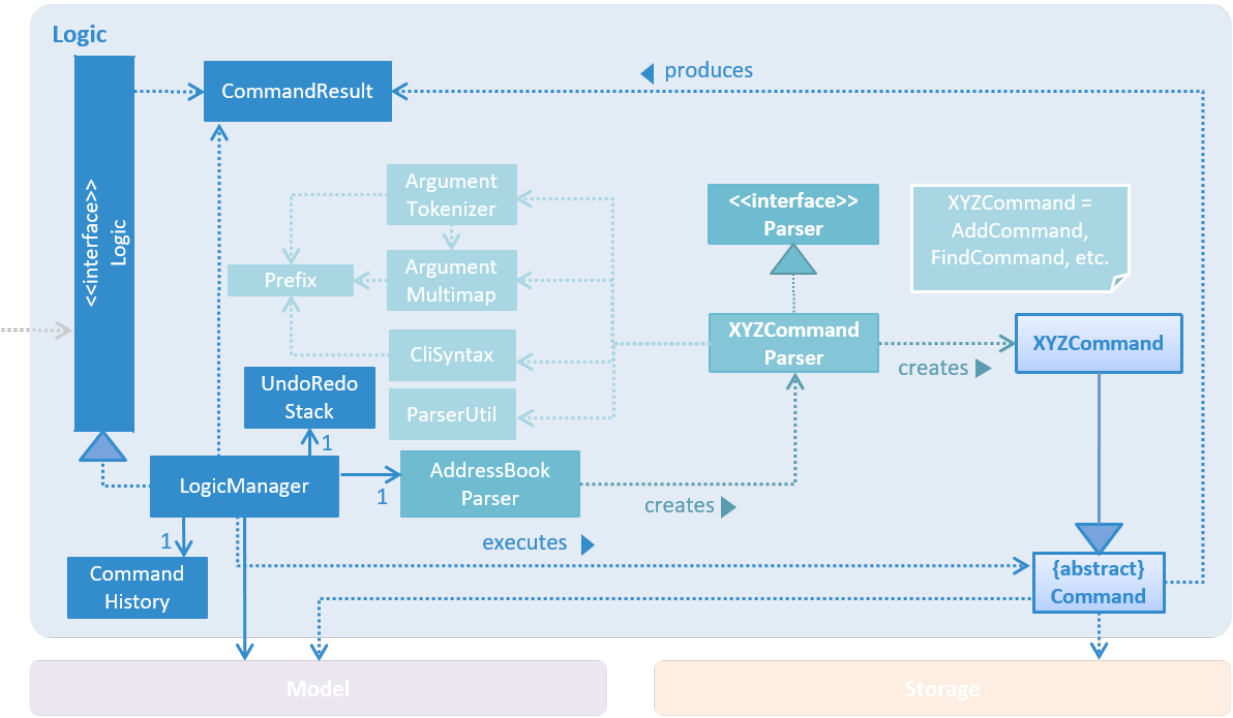 Logic
produces
CommandResult
<<interface>>
Logic
Argument
Tokenizer
<<interface>>
Parser
XYZCommand =
AddCommand,
FindCommand, etc.
Prefix
Argument
Multimap
XYZCommand
Parser
XYZCommand
creates
CliSyntax
UndoRedo
Stack
ParserUtil
1
LogicManager
1
AddressBook
Parser
creates
executes
1
Command
History
{abstract}
Command
Model
Storage